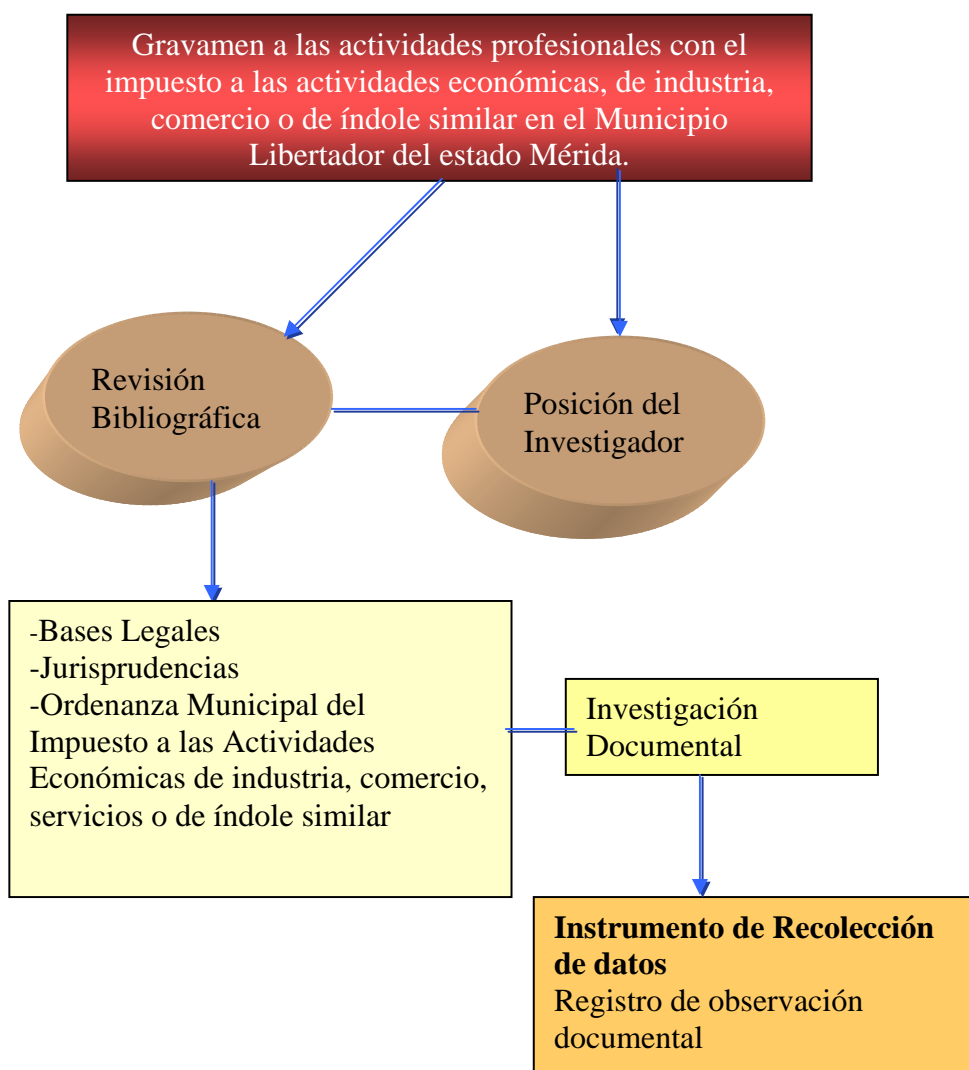 Gravamen a las actividades profesionales con el
impuesto a las actividades económicas, de industria,
comercio o de índole similar en el Municipio
Libertador del estado Mérida.
Revisión
Bibliográfica
Posición del
Investigador
-Bases Legales
-Jurisprudencias
-Ordenanza Municipal del
Impuesto a las Actividades
Económicas de industria, comercio,
servicios o de índole similar
Investigación
Documental
Instrumento de Recolección
de datos
Registro de observación
documental